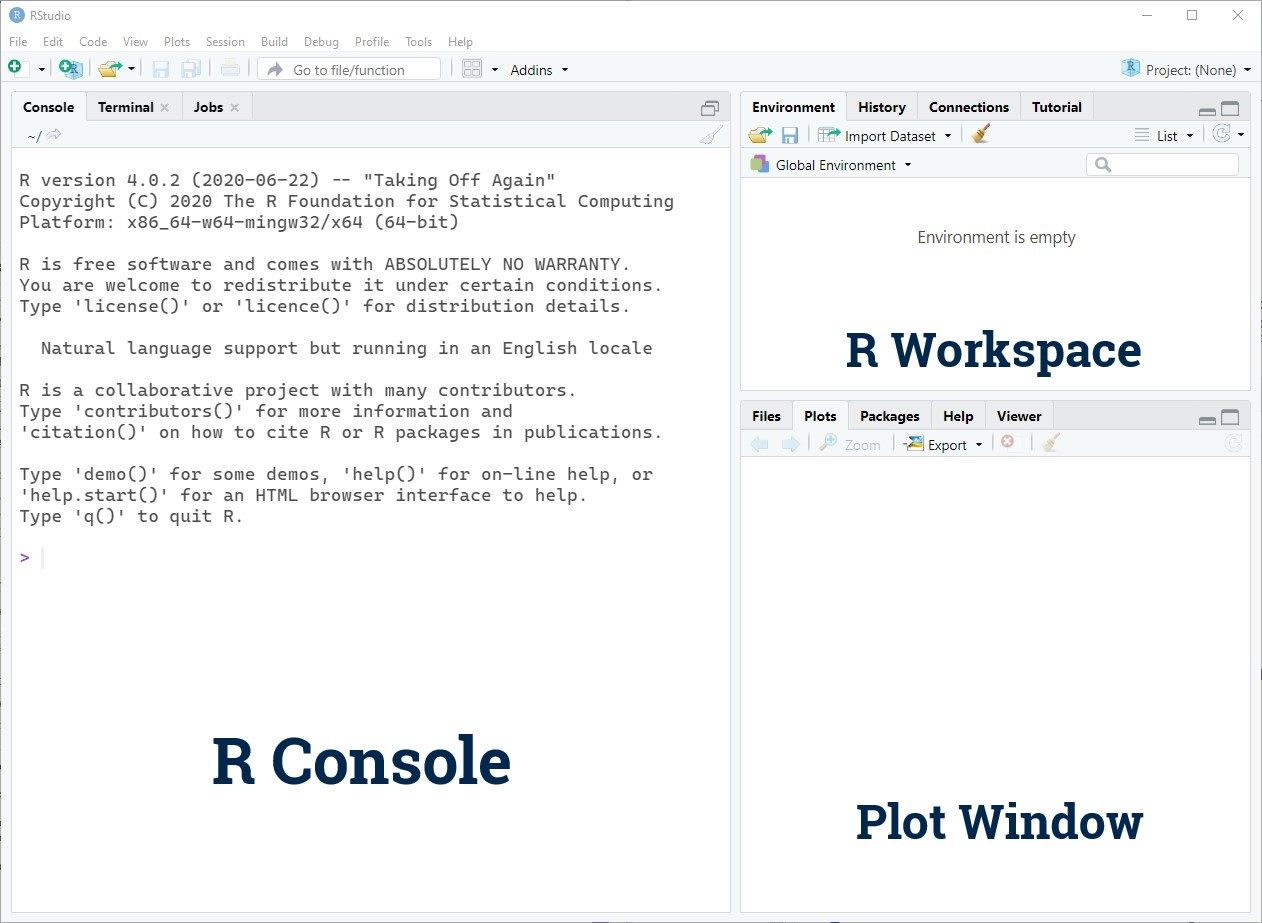 RStudio
File Edit Code View Plots Session Build Debug Profile Tools Help
Go to file/function Addins Project: (None)
Console Terminal Jobs
~/
R version 4.0.2 (2020-06-22) -- "Taking Off Again"
Copyright (C) 2020 The R Foundation for Statistical Computing
Platform: x86_64-w64-mingw32/x64 (64-bit)
R is free software and comes with ABSOLUTELY NO WARRANTY.
You are welcome to redistribute it under certain conditions.
Type 'license()' or 'licence()' for distribution details.
Natural language support but running in an English locale
R is a collaborative project with many contributors.
Type 'contributors()' for more information and
'citation()' on how to cite R or R packages in publications.
Type 'demo()' for some demos, 'help()' for on-line help, or
'help.start()' for an HTML browser interface to help.
Type 'q()' to quit R.
>
R Console
Environment History Connections Tutorial
Import Dataset List
Global Environment
Environment is empty
R Workspace
Files Plots Packages Help Viewer
Zoom Export
Plot Window